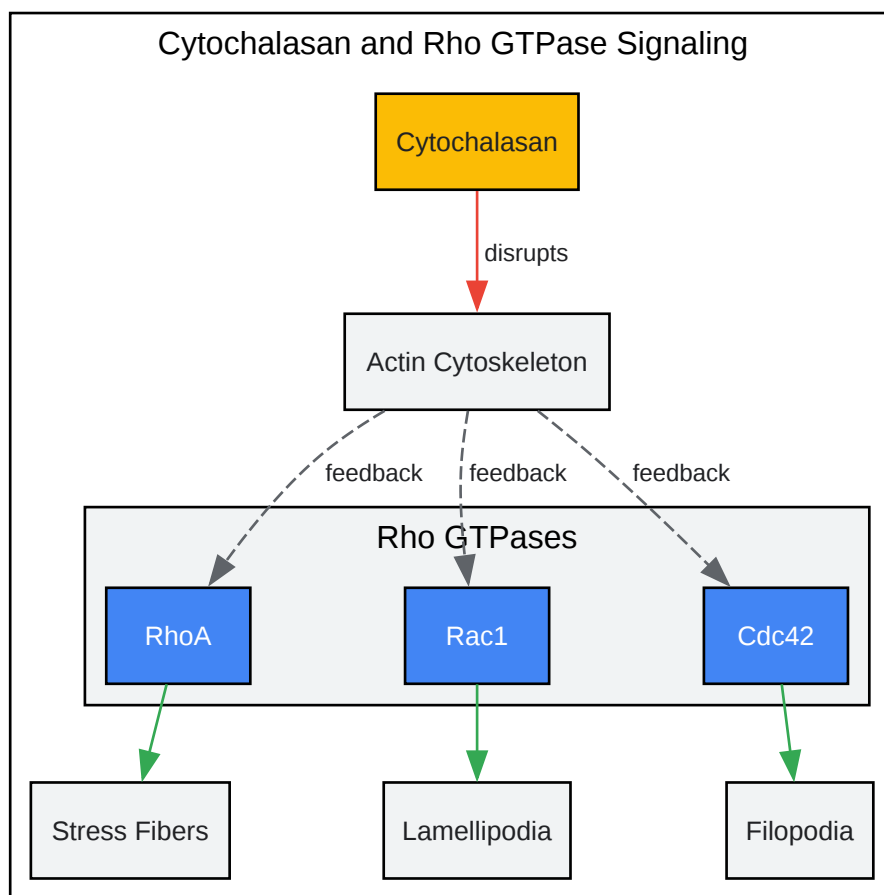 Cytochalasan and Rho GTPase Signaling
Cytochalasan
disrupts
Actin Cytoskeleton
feedback
feedback
feedback
Rho GTPases
RhoA
Rac1
Cdc42
Stress Fibers
Lamellipodia
Filopodia